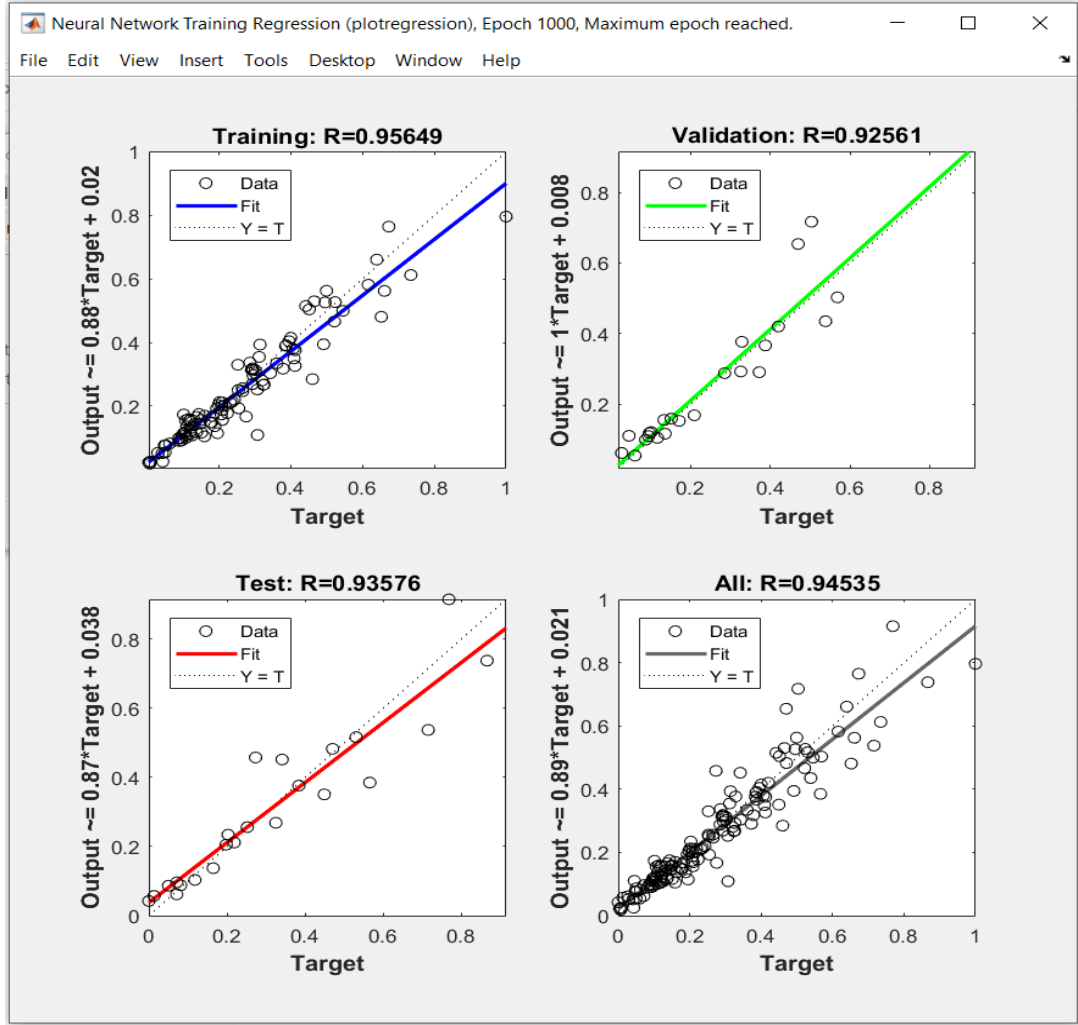 Neural Network Training Regression (plotregression), Epoch 1000, Maximum epoch reached.
File Edit View Insert Tools Desktop Window Help
Training: R=0.95649
Output ~= 0.88*Target + 0.02
1
0.8
0.6
0.4
0.2
Data
Fit
Y = T
0.2 0.4 0.6 0.8 1
Target
Validation: R=0.92561
Output ~= 1*Target + 0.008
0.8
0.6
0.4
0.2
Data
Fit
Y = T
0.2 0.4 0.6 0.8
Target
Test: R=0.93576
Output ~= 0.87*Target + 0.038
0.8
0.6
0.4
0.2
0
Data
Fit
Y = T
0 0.2 0.4 0.6 0.8
Target
All: R=0.94535
Output ~= 0.89*Target + 0.021
1
0.8
0.6
0.4
0.2
0
Data
Fit
Y = T
0 0.2 0.4 0.6 0.8 1
Target